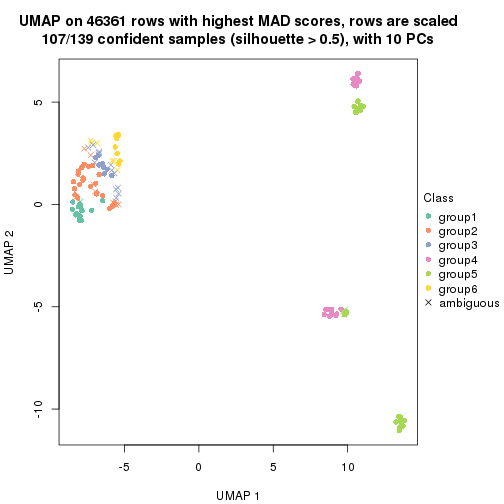 UMAP on 46361 rows with highest MAD scores, rows are scaled
107/139 confident samples (silhouette > 0.5), with 10 PCs
UMAP 2
5
0
-5
-10
-5
0
5
10
UMAP 1
Class
group1
group2
group3
group4
group5
group6
ambiguous